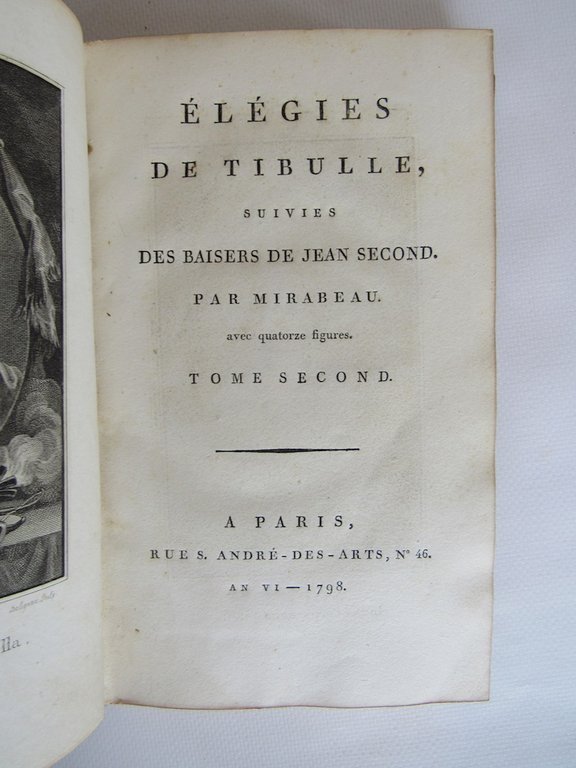 ÉLÉGIES
DE TIBULLE,
SUIVIES
DES BAISERS DE JEAN SECOND.
PAR MIRABEAU.
avec quatorze figures.
TOME SECOND.
A PARIS,
RUE S. ANDRÉ-DES-ARTS, N° 46.
AN VI — 1798.
lla.